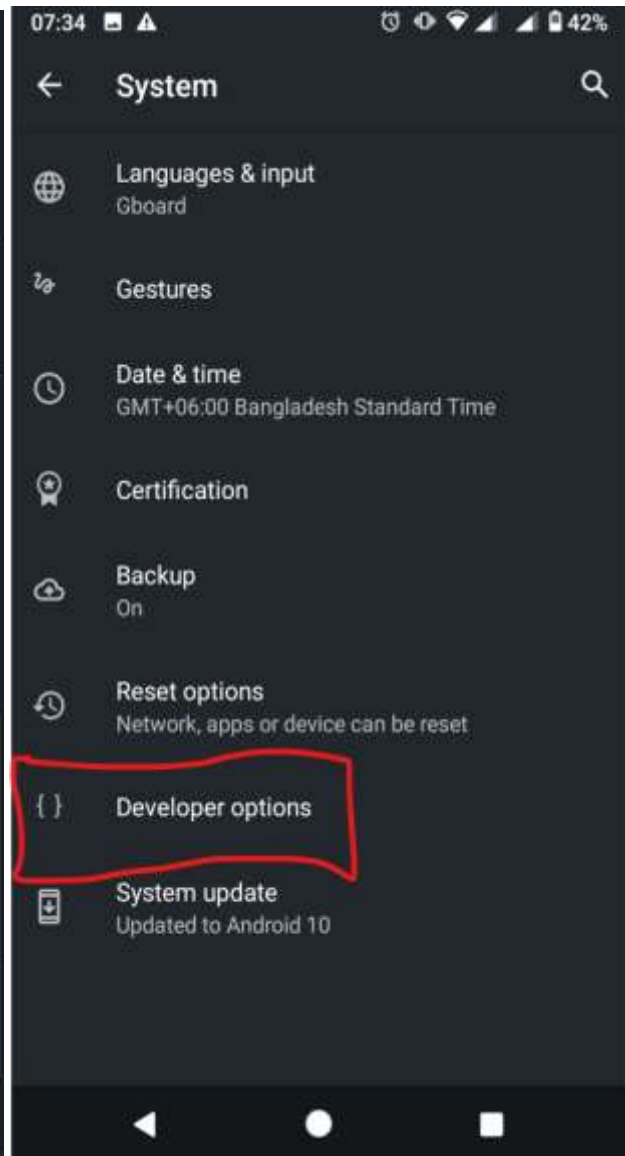 07:34
42%
System
Languages & input
Gboard
Gestures
Date & time
GMT+06:00 Bangladesh Standard Time
Certification
Backup
On
Reset options
Network, apps or device can be reset
{ } Developer options
System update
Updated to Android 10